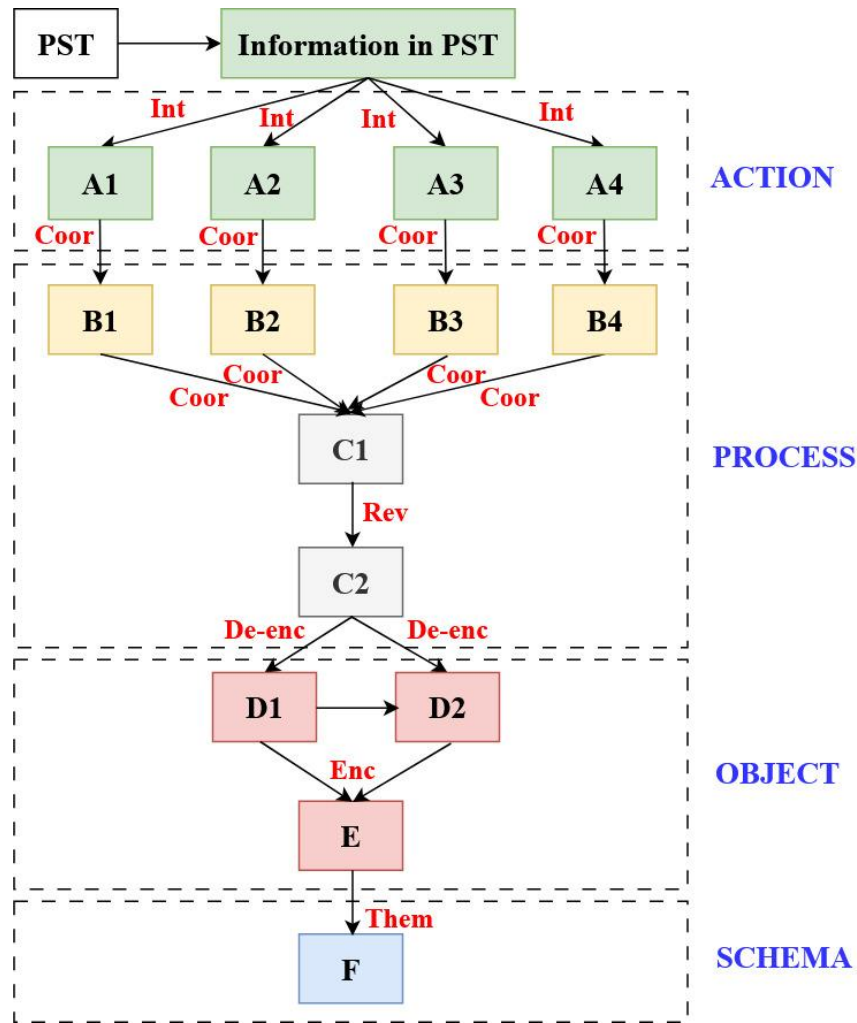 PST
Information in PST
Int
Int
Int
Int
A1
A2
A3
A4
ACTION
Coor
Coor
Coor
Coor
B1
B2
B3
B4
Coor
Coor
Coor
Coor
C1
PROCESS
Rev
C2
De-enc
De-enc
D1
D2
Enc
OBJECT
E
Them
F
SCHEMA